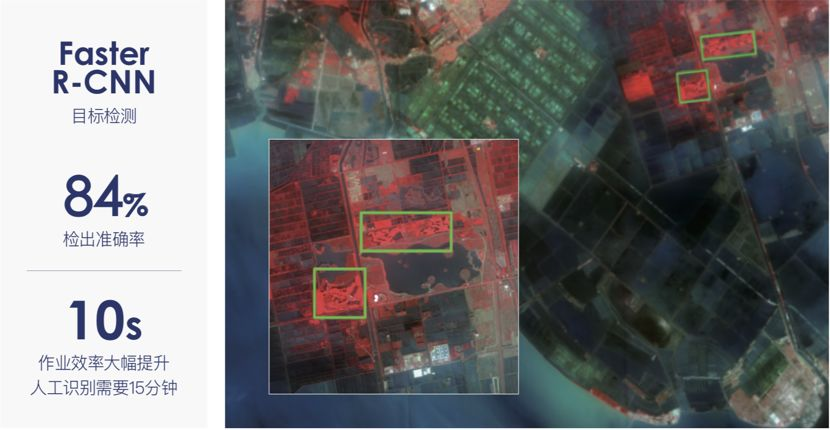 Faster
R-CNN
目标检测
84%
检出准确率
10s
作业效率大幅提升
人工识别需要15分钟